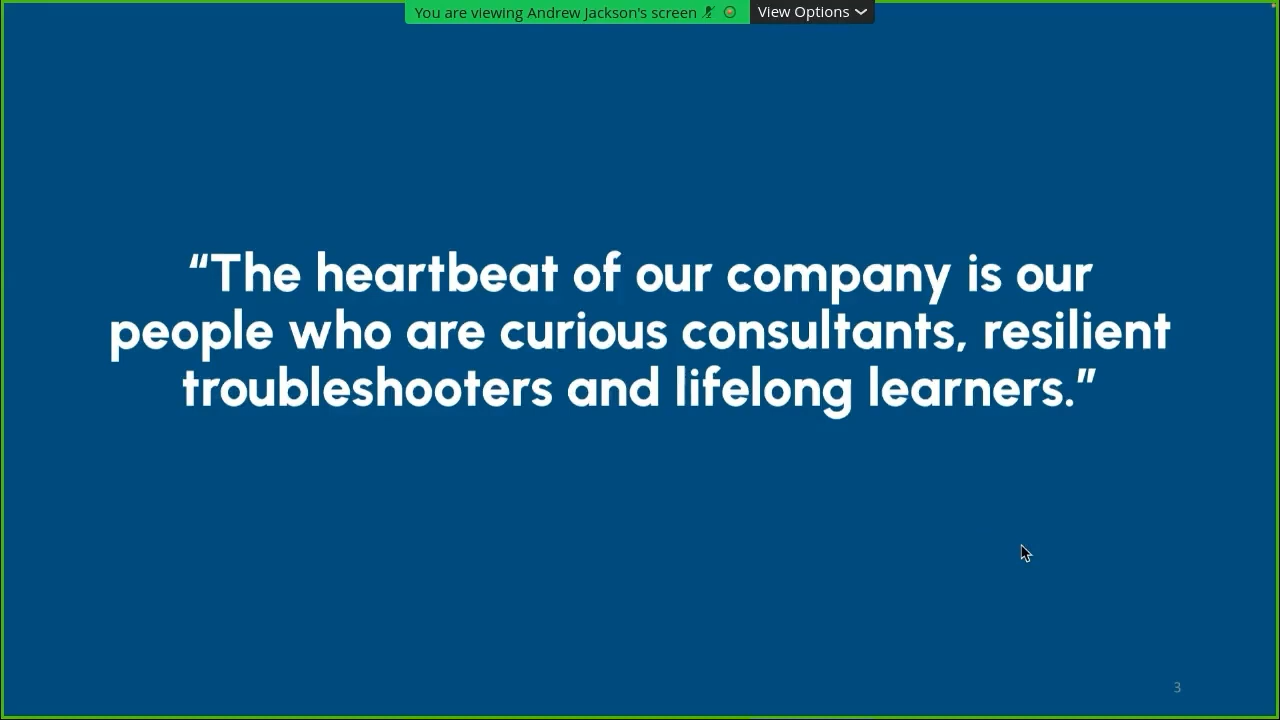 You are viewing Andrew Jackson's screen
View Options
“The heartbeat of our company is our
people who are curious consultants, resilient
troubleshooters and lifelong learners.”
3